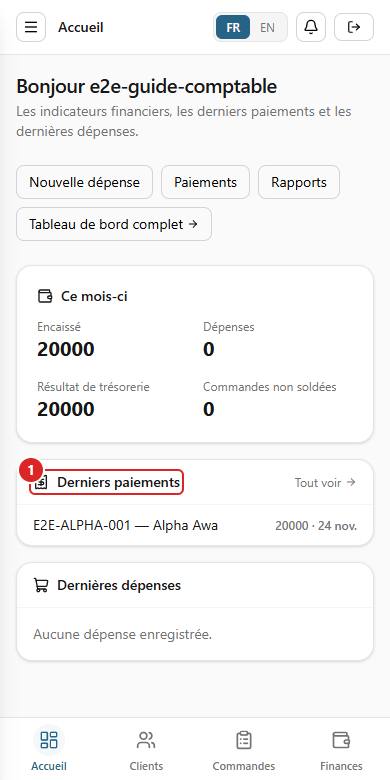 Accueil
FR
EN
Bonjour e2e-guide-comptable
Les indicateurs financiers, les derniers paiements et les
dernières dépenses.
Nouvelle dépense
Paiements
Rapports
Tableau de bord complet →
Ce mois-ci
Encaissé
Dépenses
20000
0
Résultat de trésorerie
Commandes non soldées
20000
0
1
Derniers paiements
Tout voir →
E2E-ALPHA-001 — Alpha Awa
20000 · 24 nov.
Dernières dépenses
Aucune dépense enregistrée.
Accueil
Clients
Commandes
Finances